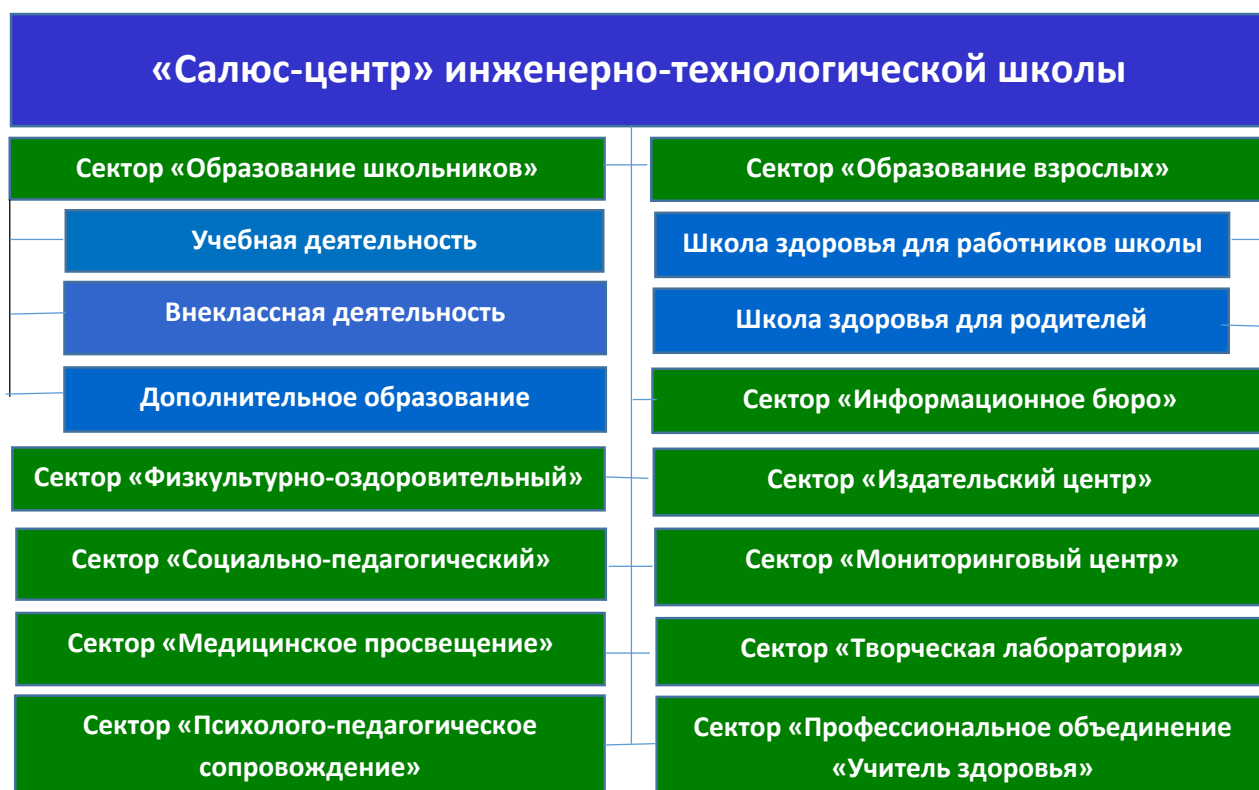 «Салюс-центр» инженерно-технологической школы
Сектор «Образование школьников»
Сектор «Образование взрослых»
Учебная деятельность
Школа здоровья для работников школы
Внеклассная деятельность
Школа здоровья для родителей
Дополнительное образование
Сектор «Информационное бюро»
Сектор «Физкультурно-оздоровительный»
Сектор «Издательский центр»
Сектор «Социально-педагогический»
Сектор «Мониторинговый центр»
Сектор «Медицинское просвещение»
Сектор «Творческая лаборатория»
Сектор «Психолого-педагогическое
сопровождение»
Сектор «Профессиональное объединение
«Учитель здоровья»